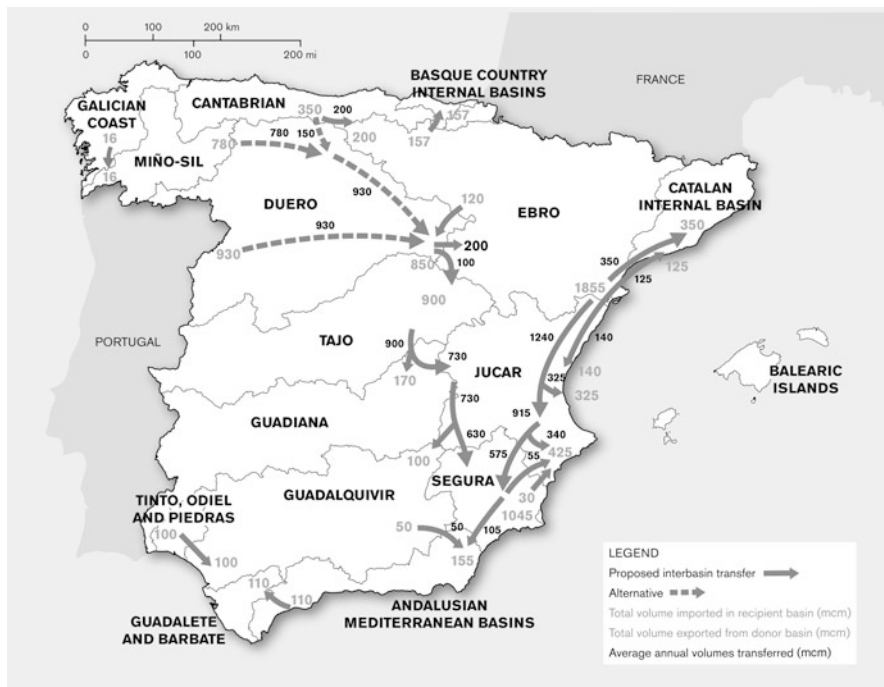 0 100 200 km
0 100 200 mi
FRANCE
BASQUE COUNTRY
INTERNAL BASINS
GALICIAN
COAST
CANTABRIAN
350
200
157
16
780
780
150
200
157
16
MIÑO-SIL
CATALAN
INTERNAL BASIN
350
930
DUERO
120
EBRO
930
930
200
850
100
350
125
125
900
1855
PORTUGAL
TAJO
900
730
1240
140
JUCAR
170
325
140
325
BALEARIC
ISLANDS
730
915
GUADIANA
630
340
100
575
55
425
SEGURA
GUADALQUIVIR
30
1045
TINTO, ODIEL
AND PIEDRAS
100
50
50
105
100
155
110
110
GUADALETE
AND BARBATE
ANDALUSIAN
MEDITERRANEAN BASINS
LEGEND
Proposed interbasin transfer
Alternative
Total volume imported in recipient basin (mcm)
Total volume exported from donor basin (mcm)
Average annual volumes transferred (mcm)